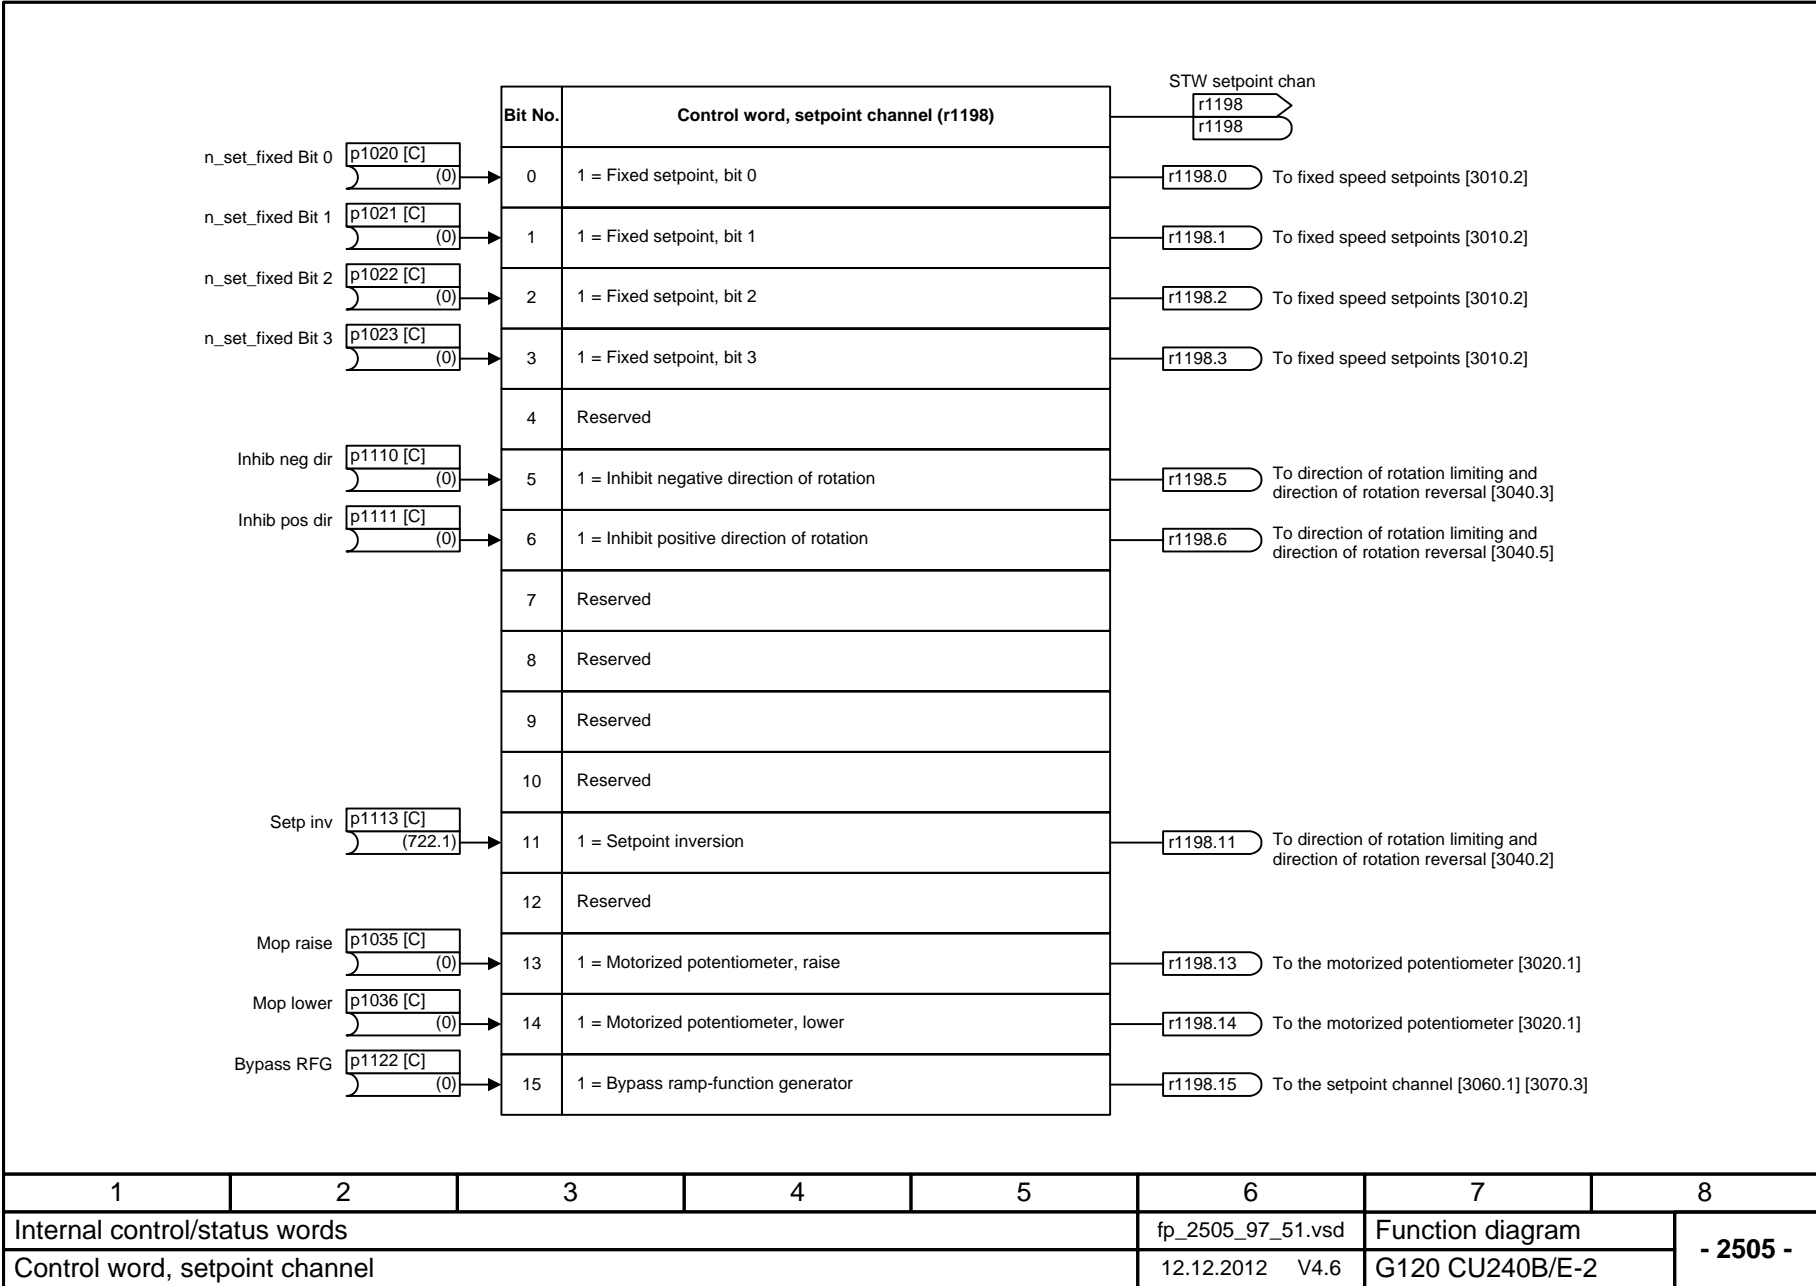 STW setpoint chan
Bit No. Control word, setpoint channel (r1198) r1198
r1198
n_set_fixed Bit 0 p1020 [C]
(0) 0 1 = Fixed setpoint, bit 0 r1198.0 To fixed speed setpoints [3010.2]
n_set_fixed Bit 1 p1021 [C]
(0) 1 1 = Fixed setpoint, bit 1 r1198.1 To fixed speed setpoints [3010.2]
n_set_fixed Bit 2 p1022 [C]
(0) 2 1 = Fixed setpoint, bit 2 r1198.2 To fixed speed setpoints [3010.2]
n_set_fixed Bit 3 p1023 [C]
(0) 3 1 = Fixed setpoint, bit 3 r1198.3 To fixed speed setpoints [3010.2]
4 Reserved
Inhib neg dir p1110 [C]
(0) 5 1 = Inhibit negative direction of rotation r1198.5 To direction of rotation limiting and
direction of rotation reversal [3040.3]
Inhib pos dir p1111 [C]
(0) 6 1 = Inhibit positive direction of rotation r1198.6 To direction of rotation limiting and
direction of rotation reversal [3040.5]
7 Reserved
8 Reserved
9 Reserved
10 Reserved
Setp inv p1113 [C]
(722.1) 11 1 = Setpoint inversion r1198.11 To direction of rotation limiting and
direction of rotation reversal [3040.2]
12 Reserved
Mop raise p1035 [C]
(0) 13 1 = Motorized potentiometer, raise r1198.13 To the motorized potentiometer [3020.1]
Mop lower p1036 [C]
(0) 14 1 = Motorized potentiometer, lower r1198.14 To the motorized potentiometer [3020.1]
Bypass RFG p1122 [C]
(0) 15 1 = Bypass ramp-function generator r1198.15 To the setpoint channel [3060.1] [3070.3]
1 2 3 4 5 6 7 8
Internal control/status words fp_2505_97_51.vsd Function diagram - 2505 -
Control word, setpoint channel 12.12.2012 V4.6 G120 CU240B/E-2